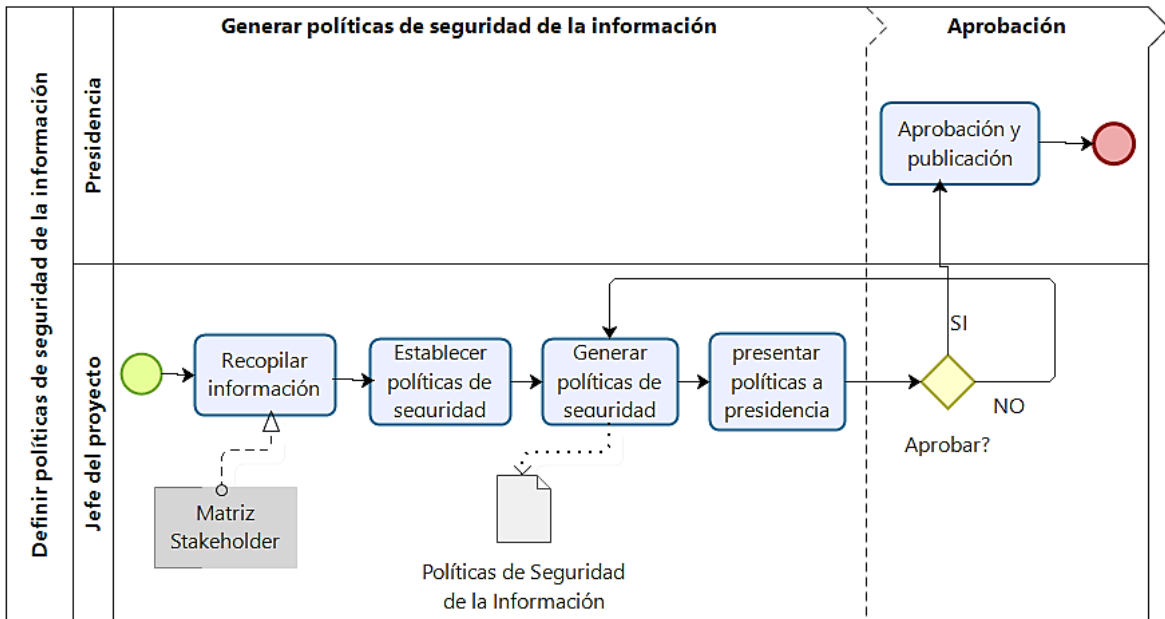 Generar políticas de seguridad de la información
Aprobación
Definir políticas de seguridad de la información
Presidencia
Aprobación y
publicación
Jefe del proyecto
Recopilar
información
Establecer
políticas de
seguridad
Generar
políticas de
seguridad
presentar
políticas a
presidencia
SI
NO
Aprobar?
Matriz
Stakeholder
Políticas de Seguridad
de la Información